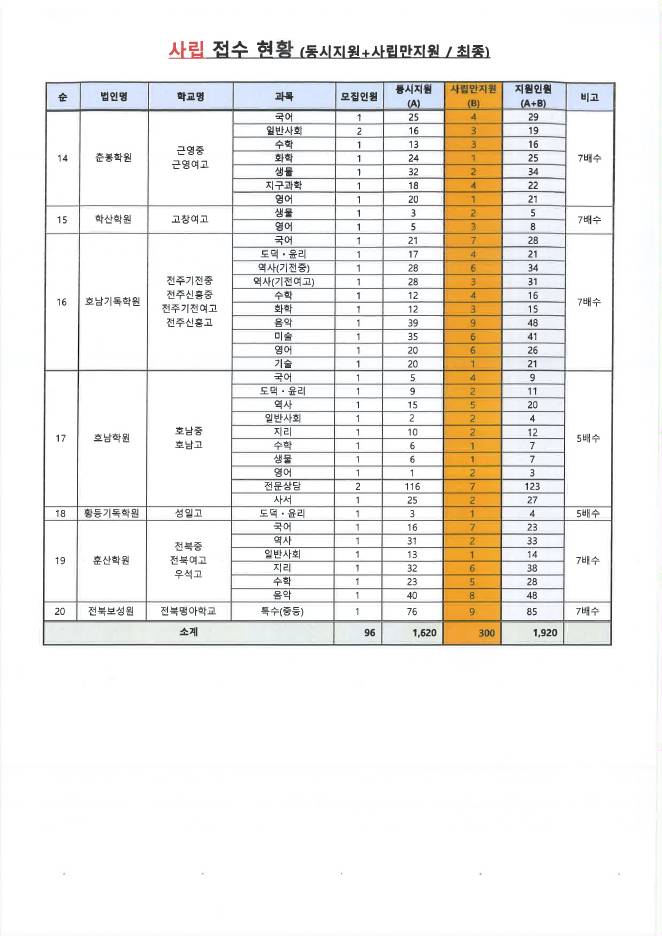 사립 접수 현황 (동시지원+사립만지원 / 최종)
순 법인명 학교명 과목 모집인원 동시지원 (A) 사립만지원 (B) 지원인원 (A+B) 비고
14 춘봉학원 근영중 근영여고 7배수
국어 1 25 4 29
일반사회 2 16 3 19
수학 1 13 3 16
화학 1 24 1 25
생물 1 32 2 34
지구과학 1 18 4 22
영어 1 20 1 21
15 학산학원 고창여고 7배수
생물 1 3 2 5
영어 1 5 3 8
16 호남기독학원 전주기전중 전주신흥중 전주기전여고 전주신흥고 7배수
국어 1 21 7 28
도덕・윤리 1 17 4 21
역사(기전중) 1 28 6 34
역사(기전여고) 1 28 3 31
수학 1 12 4 16
화학 1 12 3 15
음악 1 39 9 48
미술 1 35 6 41
영어 1 20 6 26
기술 1 20 1 21
17 호남학원 호남중 호남고 5배수
국어 1 5 4 9
도덕・윤리 1 9 2 11
역사 1 15 5 20
일반사회 1 2 2 4
지리 1 10 2 12
수학 1 6 1 7
생물 1 6 1 7
영어 1 1 2 3
전문상담 2 116 7 123
사서 1 25 2 27
18 황등기독학원 성일고 도덕・윤리 1 3 1 4 5배수
19 훈산학원 전북중 전북여고 우석고 7배수
국어 1 16 7 23
역사 1 31 2 33
일반사회 1 13 1 14
지리 1 32 6 38
수학 1 23 5 28
음악 1 40 8 48
20 전북보성원 전북맹아학교 특수(중등) 1 76 9 85 7배수
소계 96 1,620 300 1,920